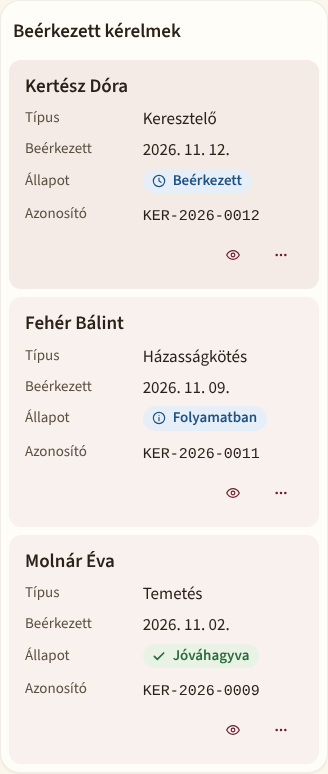 Beérkezett kérelmek
Kertész Dóra
Típus Keresztelő
Beérkezett 2026. 11. 12.
Állapot Beérkezett
Azonosító KER-2026-0012
Fehér Bálint
Típus Házasságkötés
Beérkezett 2026. 11. 09.
Állapot Folyamatban
Azonosító KER-2026-0011
Molnár Éva
Típus Temetés
Beérkezett 2026. 11. 02.
Állapot Jóváhagyva
Azonosító KER-2026-0009